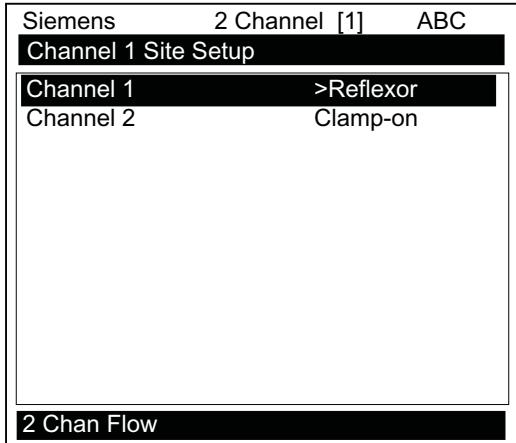 Siemens 2 Channel [1] ABC
Channel 1 Site Setup
Channel 1 >Reflexor
Channel 2 Clamp-on
2 Chan Flow